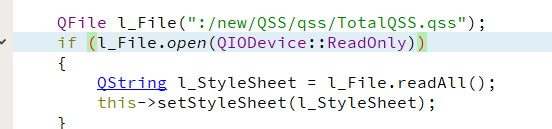 QFile l_File(":/new/QSS/qss/TotalQSS.qss");
if (l_File.open(QIODevice::ReadOnly))
{
QString l_StyleSheet = l_File.readAll();
this->setStyleSheet(l_StyleSheet);
}